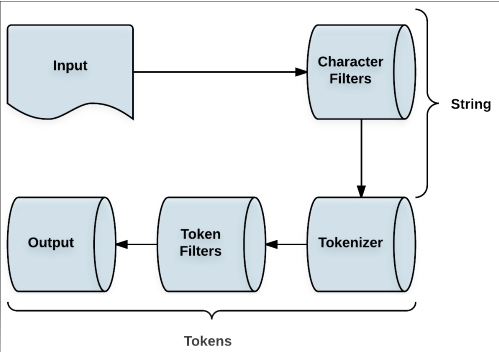 Input
Character
Filters
String
Output
Token
Filters
Tokenizer
Tokens